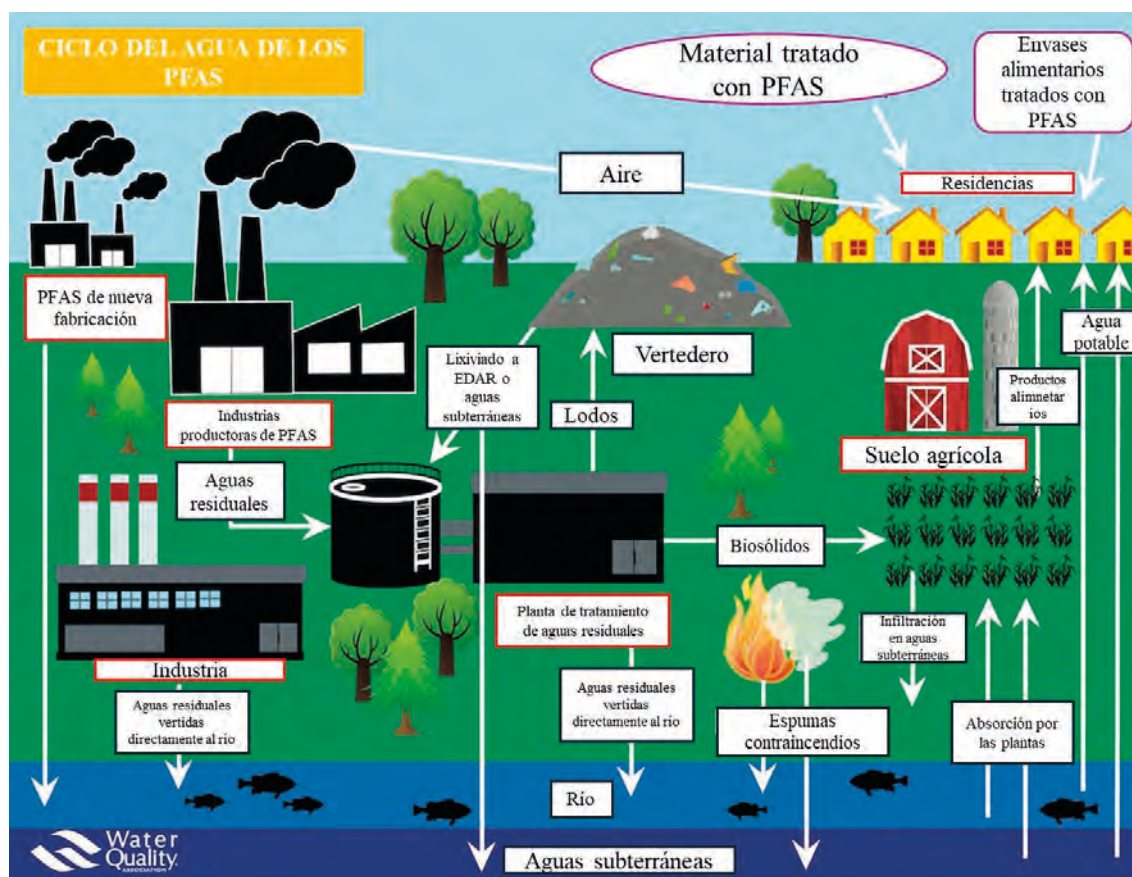 CICLO DEL AGUA DE LOS
PFAS
Material tratado
con PFAS
Envases
alimentarios
tratados con
PFAS
Aire
Residencias
PFAS de nueva
fabricación
Lixiviado a
EDAR o
aguas
subterráneas
Vertedero
Agua
potable
Productos
alimnetar
ios
Industrias
productoras de PFAS
Lodos
Suelo agrícola
Aguas
residuales
Biosólidos
Planta de tratamiento
de aguas residuales
Infiltración
en aguas
subterráneas
Industria
Aguas residuales
vertidas
directamente al rio
Aguas residuales
vertidas
directamente al río
Espumas
contraincendios
Absorción por
las plantas
Río
Water
Quality
ASSOCIATION
Aguas subterráneas